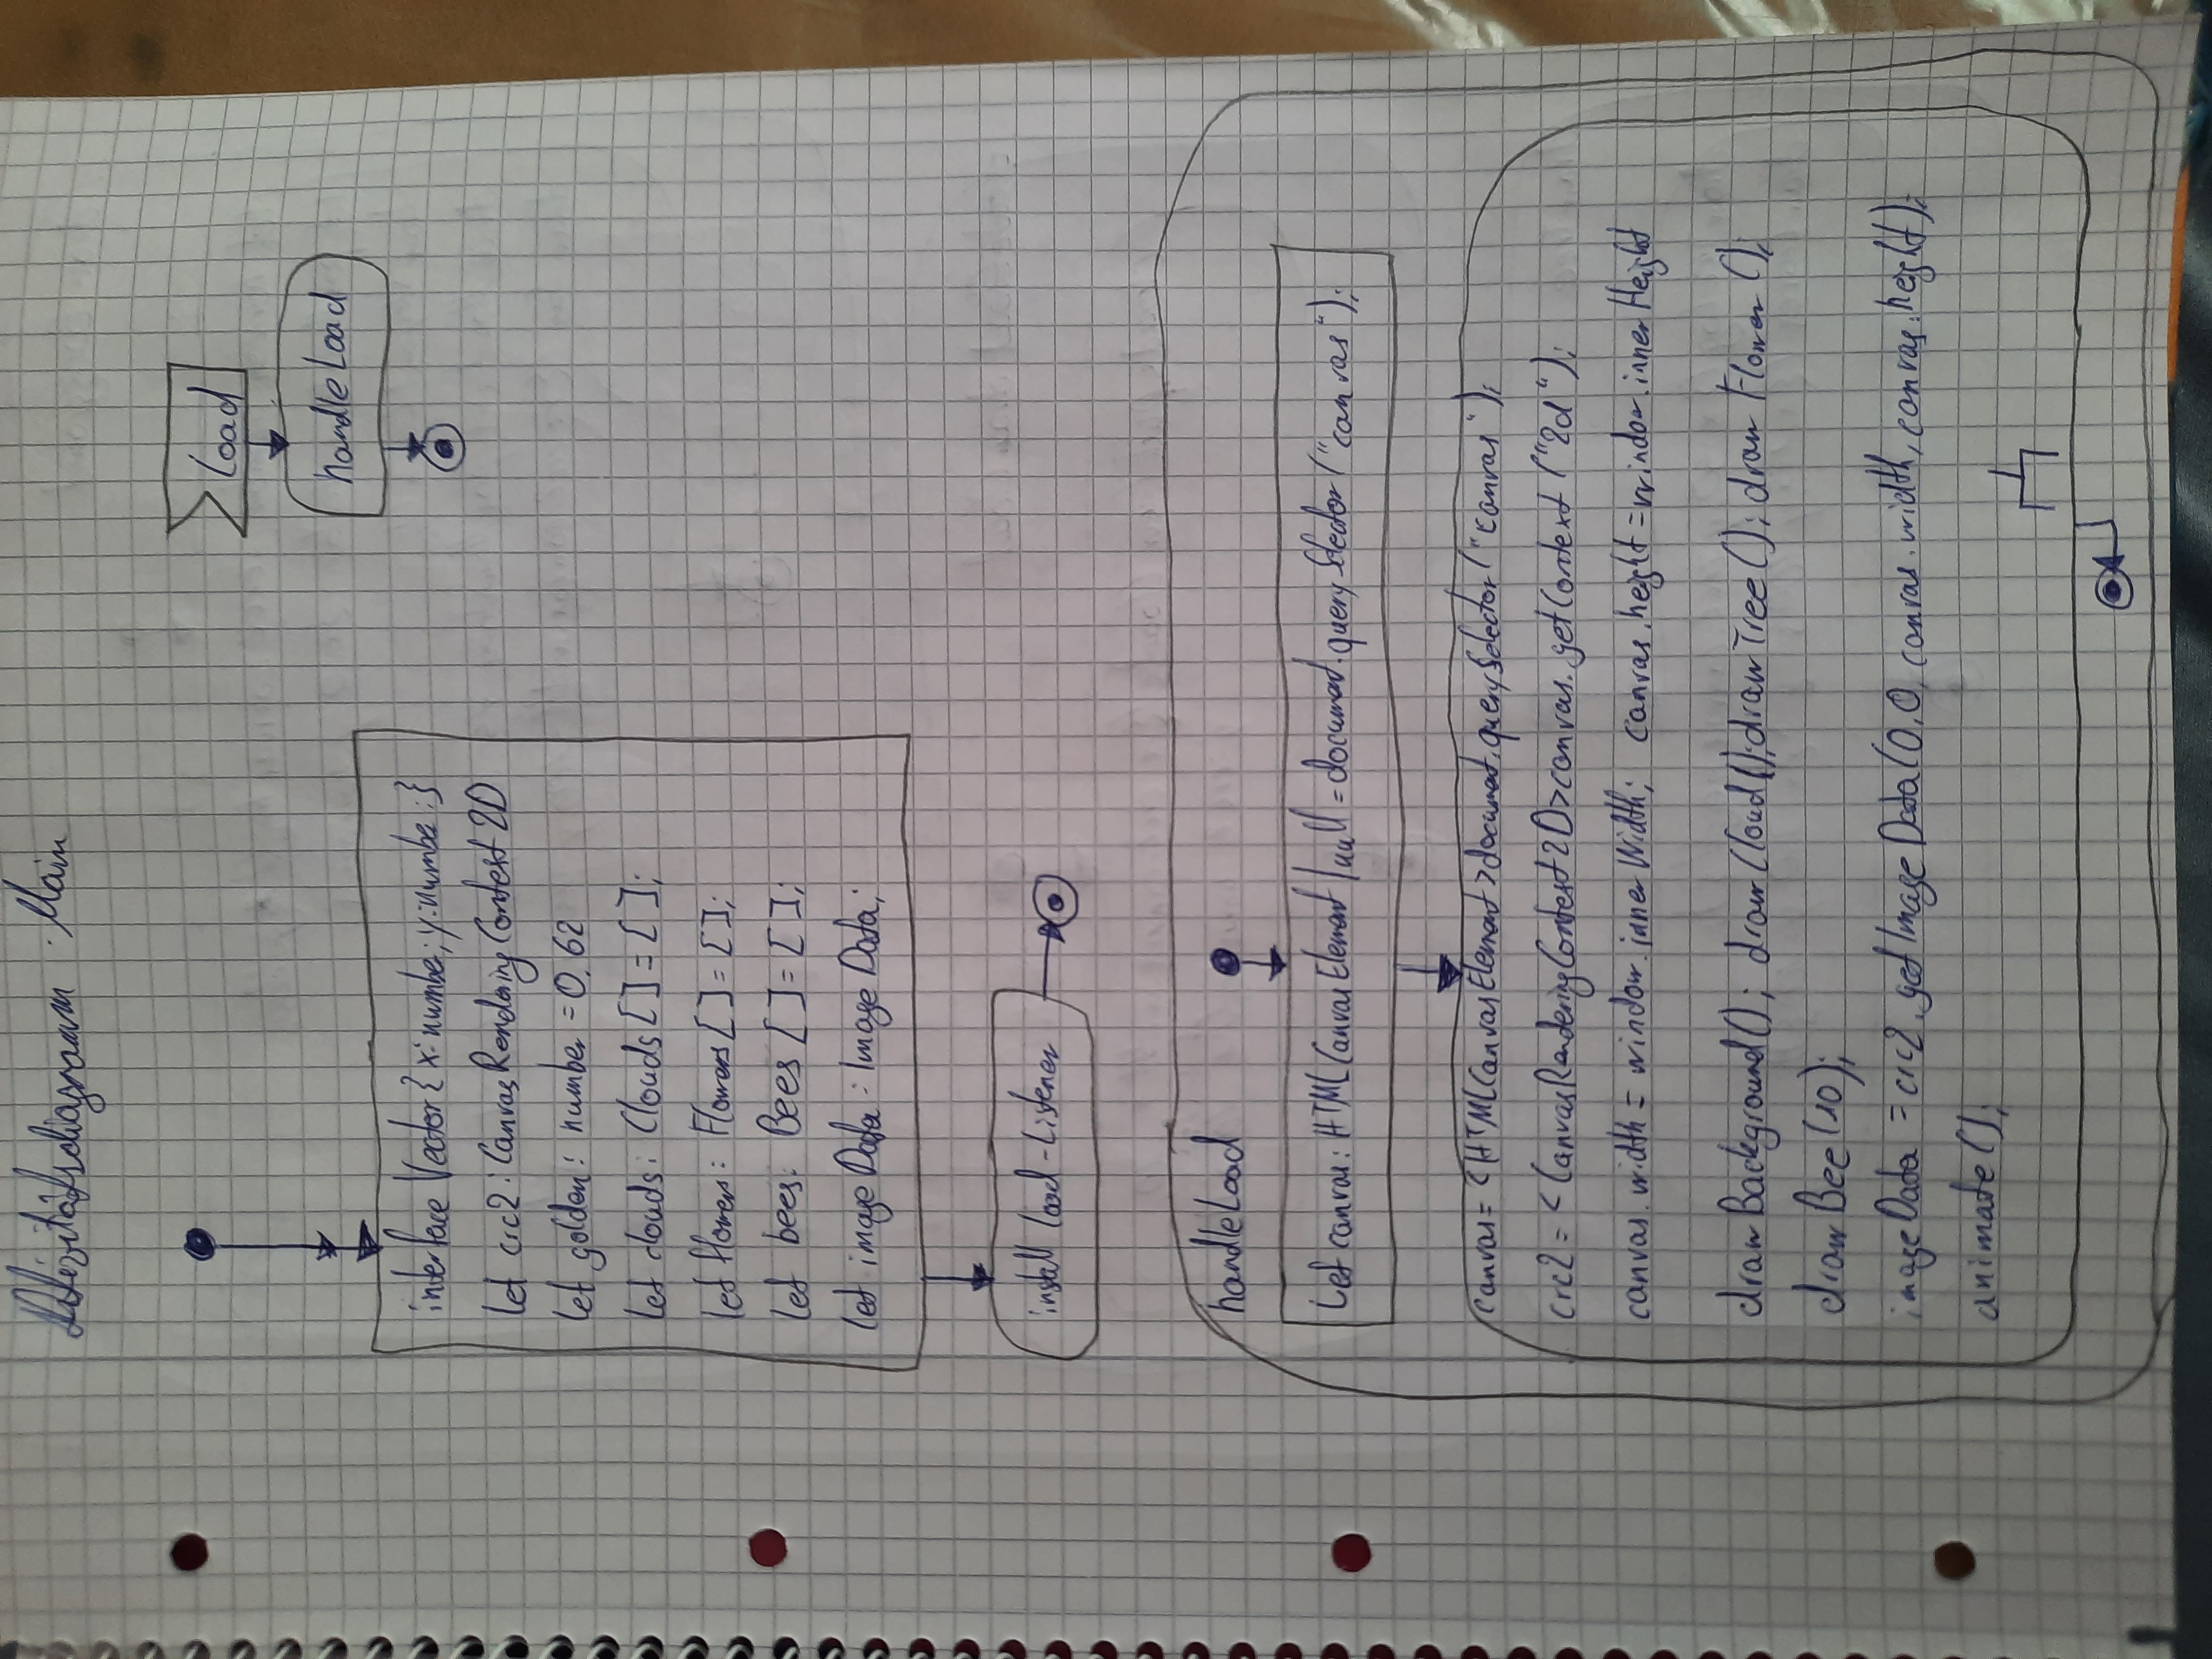 Aktivitätsdiagramm Main
load
handleLoad
interface Vector { x: number; y: number; }
let crc2 : CanvasRenderingContext2D
let golden : number = 0.62
let clouds : Clouds [ ] = [ ];
let flowers : Flowers [ ] = [ ];
let bees : Bees [ ] = [ ];
let imageData : ImageData;
install load-Listener
handleLoad
Let canvas : HTMLCanvasElement | null = document.querySelector("canvas");
canvas = <HTMLCanvasElement>document.querySelector("canvas");
crc2 = <CanvasRenderingContext2D>canvas.getContext("2d");
canvas.width = window.innerWidth; canvas.height = window.innerHeight
drawBackground(); drawCloud(); drawTree(); drawFlower();
drawBee(10);
imageData = crc2.getImageData(0,0, canvas.width, canvas.height);
animate();